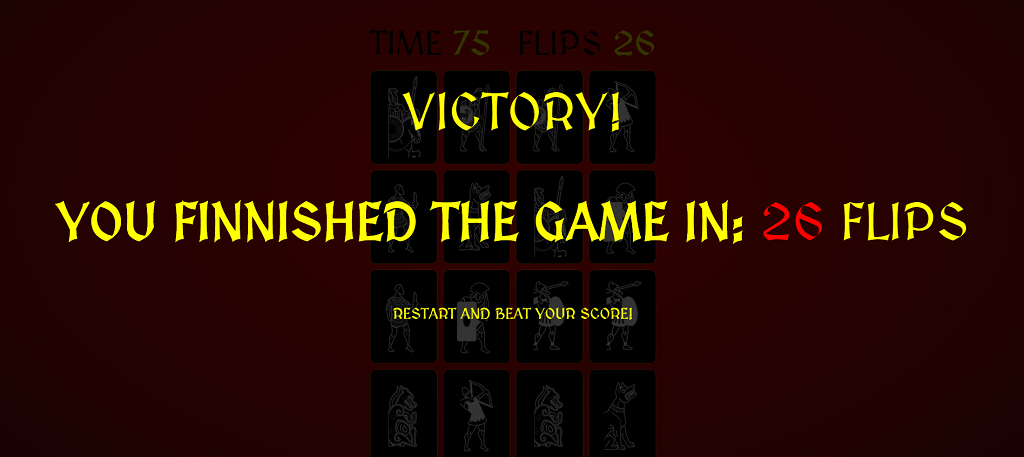 TIME 75 FLIPS 26
VICTORY!
YOU FINNISHED THE GAME IN: 26 FLIPS
RESTART AND BEAT YOUR SCORE!